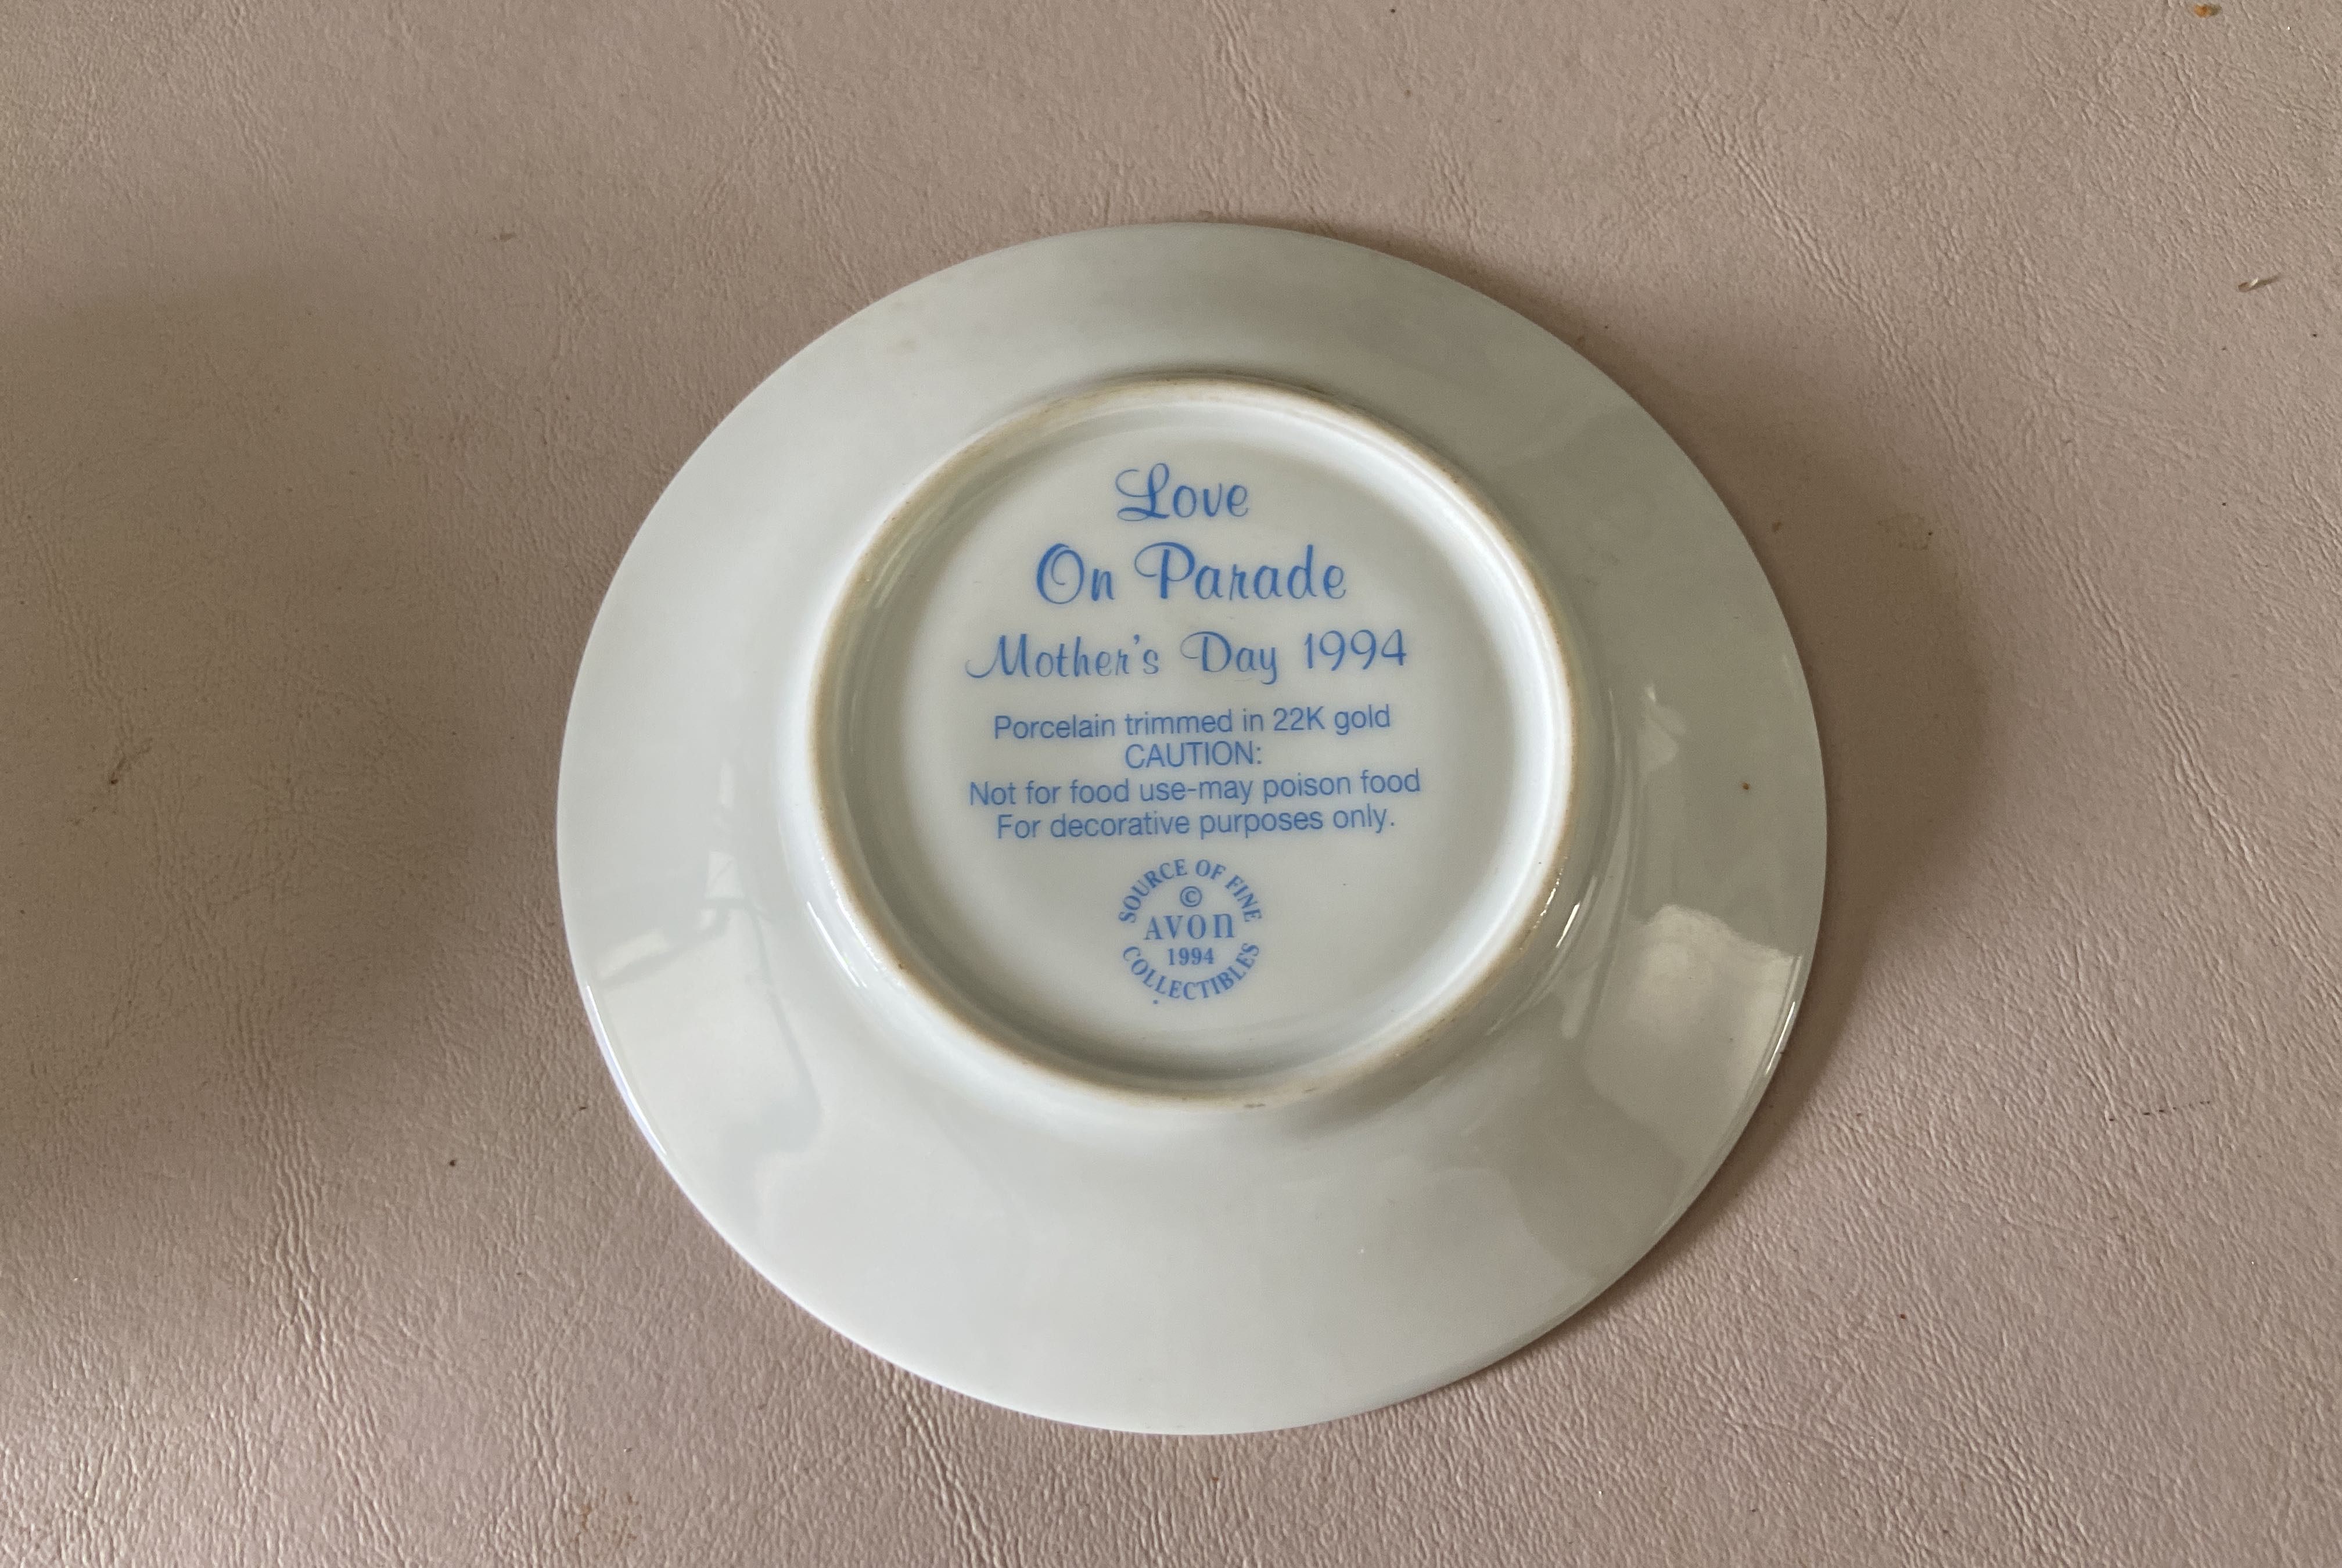 Love
On Parade
Mother's Day 1994
Porcelain trimmed in 22K gold
CAUTION:
Not for food use-may poison food
For decorative purposes only.
SOURCE OF FINE
©
AVON
1994
COLLECTIBLES